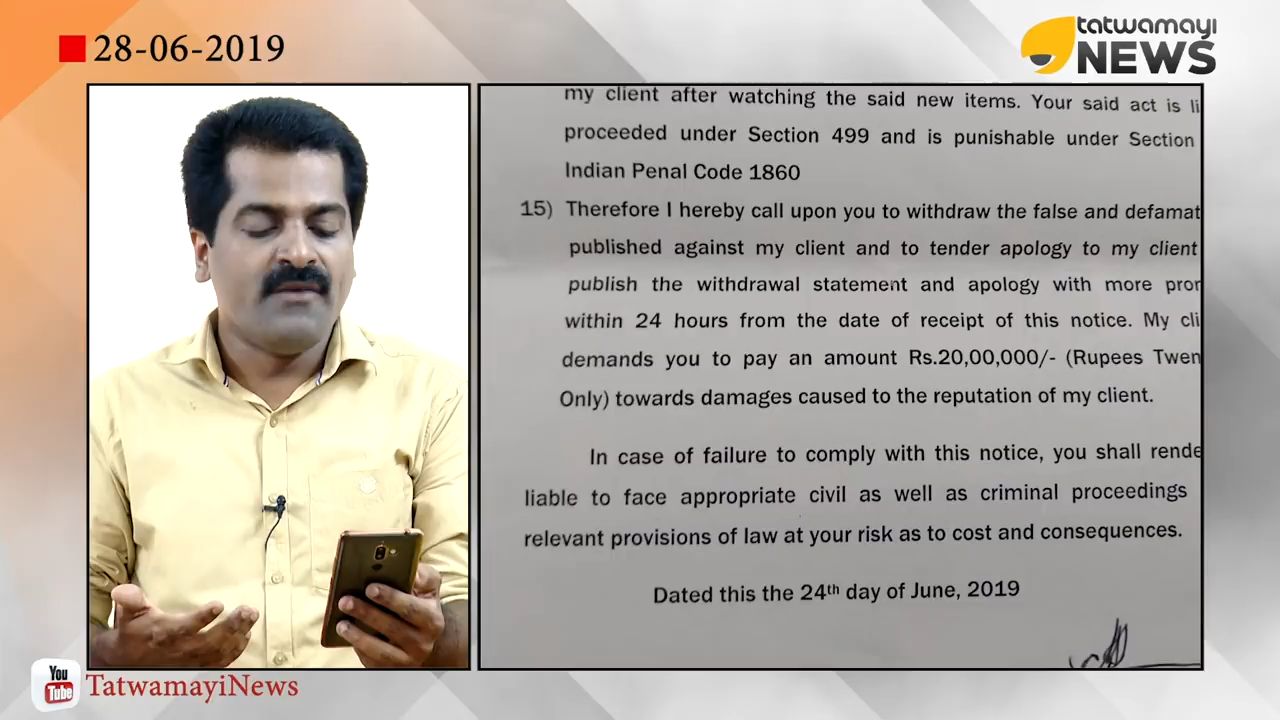 28-06-2019
tatwamayi
NEWS
my client after watching the said new items. Your said act is li
proceeded under Section 499 and is punishable under Section
Indian Penal Code 1860
15) Therefore I hereby call upon you to withdraw the false and defamat
published against my client and to tender apology to my client
publish the withdrawal statement and apology with more pror
within 24 hours from the date of receipt of this notice. My cli
demands you to pay an amount Rs.20,00,000/- (Rupees Twen
Only) towards damages caused to the reputation of my client.
In case of failure to comply with this notice, you shall rende
liable to face appropriate civil as well as criminal proceedings
relevant provisions of law at your risk as to cost and consequences.
Dated this the 24th day of June, 2019
You
Tube
TatwamayiNews